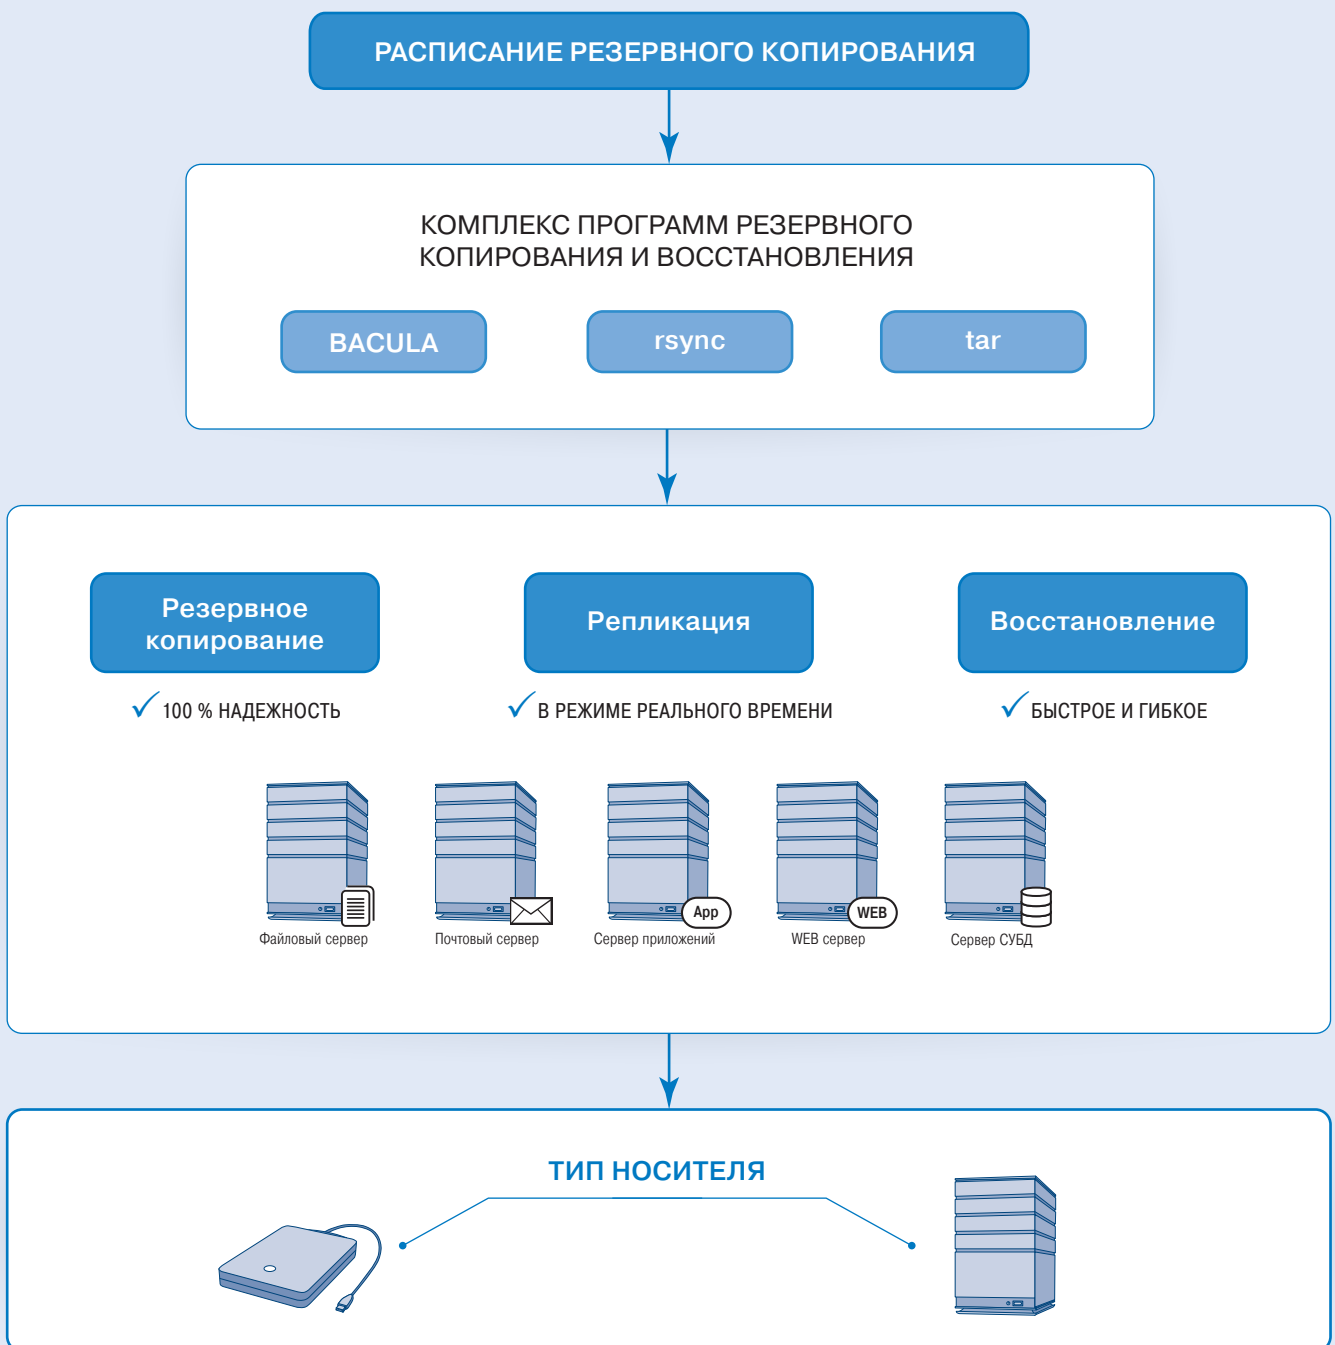 РАСПИСАНИЕ РЕЗЕРВНОГО КОПИРОВАНИЯ
КОМПЛЕКС ПРОГРАММ РЕЗЕРВНОГО
КОПИРОВАНИЯ И ВОССТАНОВЛЕНИЯ
BACULA
rsync
tar
Резервное
копирование
Репликация
Восстановление
100 % НАДЕЖНОСТЬ
В РЕЖИМЕ РЕАЛЬНОГО ВРЕМЕНИ
БЫСТРОЕ И ГИБКОЕ
App
WEB
Файловый сервер
Почтовый сервер
Сервер приложений
WEB сервер
Сервер СУБД
ТИП НОСИТЕЛЯ